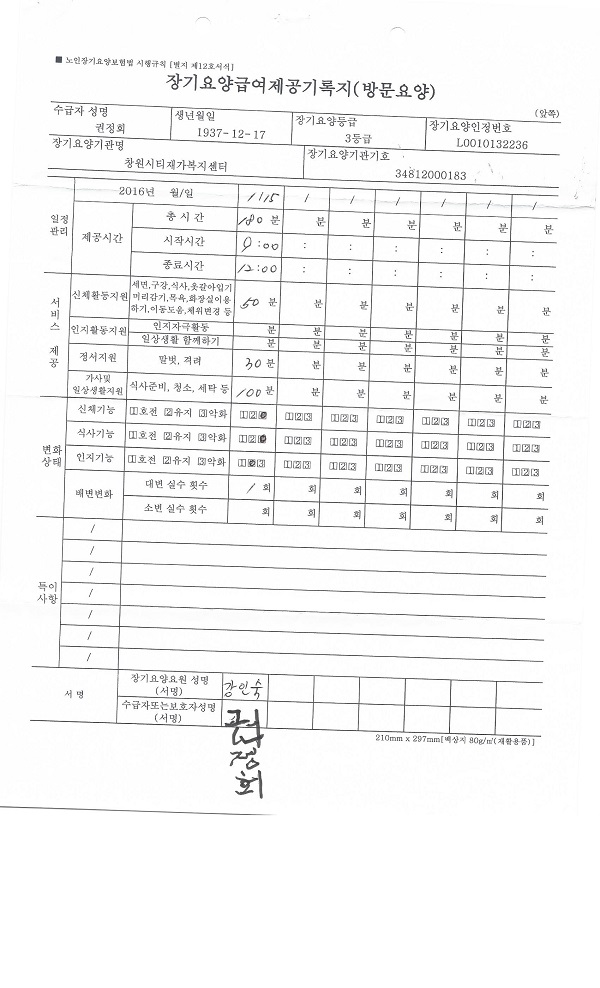 ■ 노인장기요양보험법 시행규칙 [별지 제12호서식]
장기요양급여제공기록지(방문요양)
(앞쪽)
수급자 성명 생년월일 장기요양등급 장기요양인정번호
권정회 1937-12-17 3등급 L0010132236
장기요양기관명 장기요양기관기호
창원시티재가복지센터 34812000183
2016년 월/일 1/15 / / / / / /
일정
관리
제공시간
총 시 간 180 분 분 분 분 분 분 분
시작시간 9:00 : : : : : :
종료시간 12:00 : : : : : :
서비스 제공
신체활동지원
세면,구강,식사,옷갈아입기
머리감기,목욕,화장실이용
하기,이동도움,체위변경 등
50 분 분 분 분 분 분 분
인지활동지원
인지자극활동 분 분 분 분 분 분 분
일상생활 함께하기 분 분 분 분 분 분 분
정서지원 말벗, 격려 30 분 분 분 분 분 분 분
가사및
일상생활지원
식사준비, 청소, 세탁 등 100 분 분 분 분 분 분 분
변화
상태
신체기능 1호전 2유지 3악화 12 123 123 123 123 123 123
식사기능 1호전 2유지 3악화 12 123 123 123 123 123 123
인지기능 1호전 2유지 3악화 1 3 123 123 123 123 123 123
배변변화
대변 실수 횟수 1 회 회 회 회 회 회 회
소변 실수 횟수 회 회 회 회 회 회 회
특이
사항
/
/
/
/
/
/
/
서 명
장기요양요원 성명
(서명)
강인숙
수급자또는보호자성명
(서명)
권정회
210mm x 297mm[백상지 80g/㎡(재활용품)]